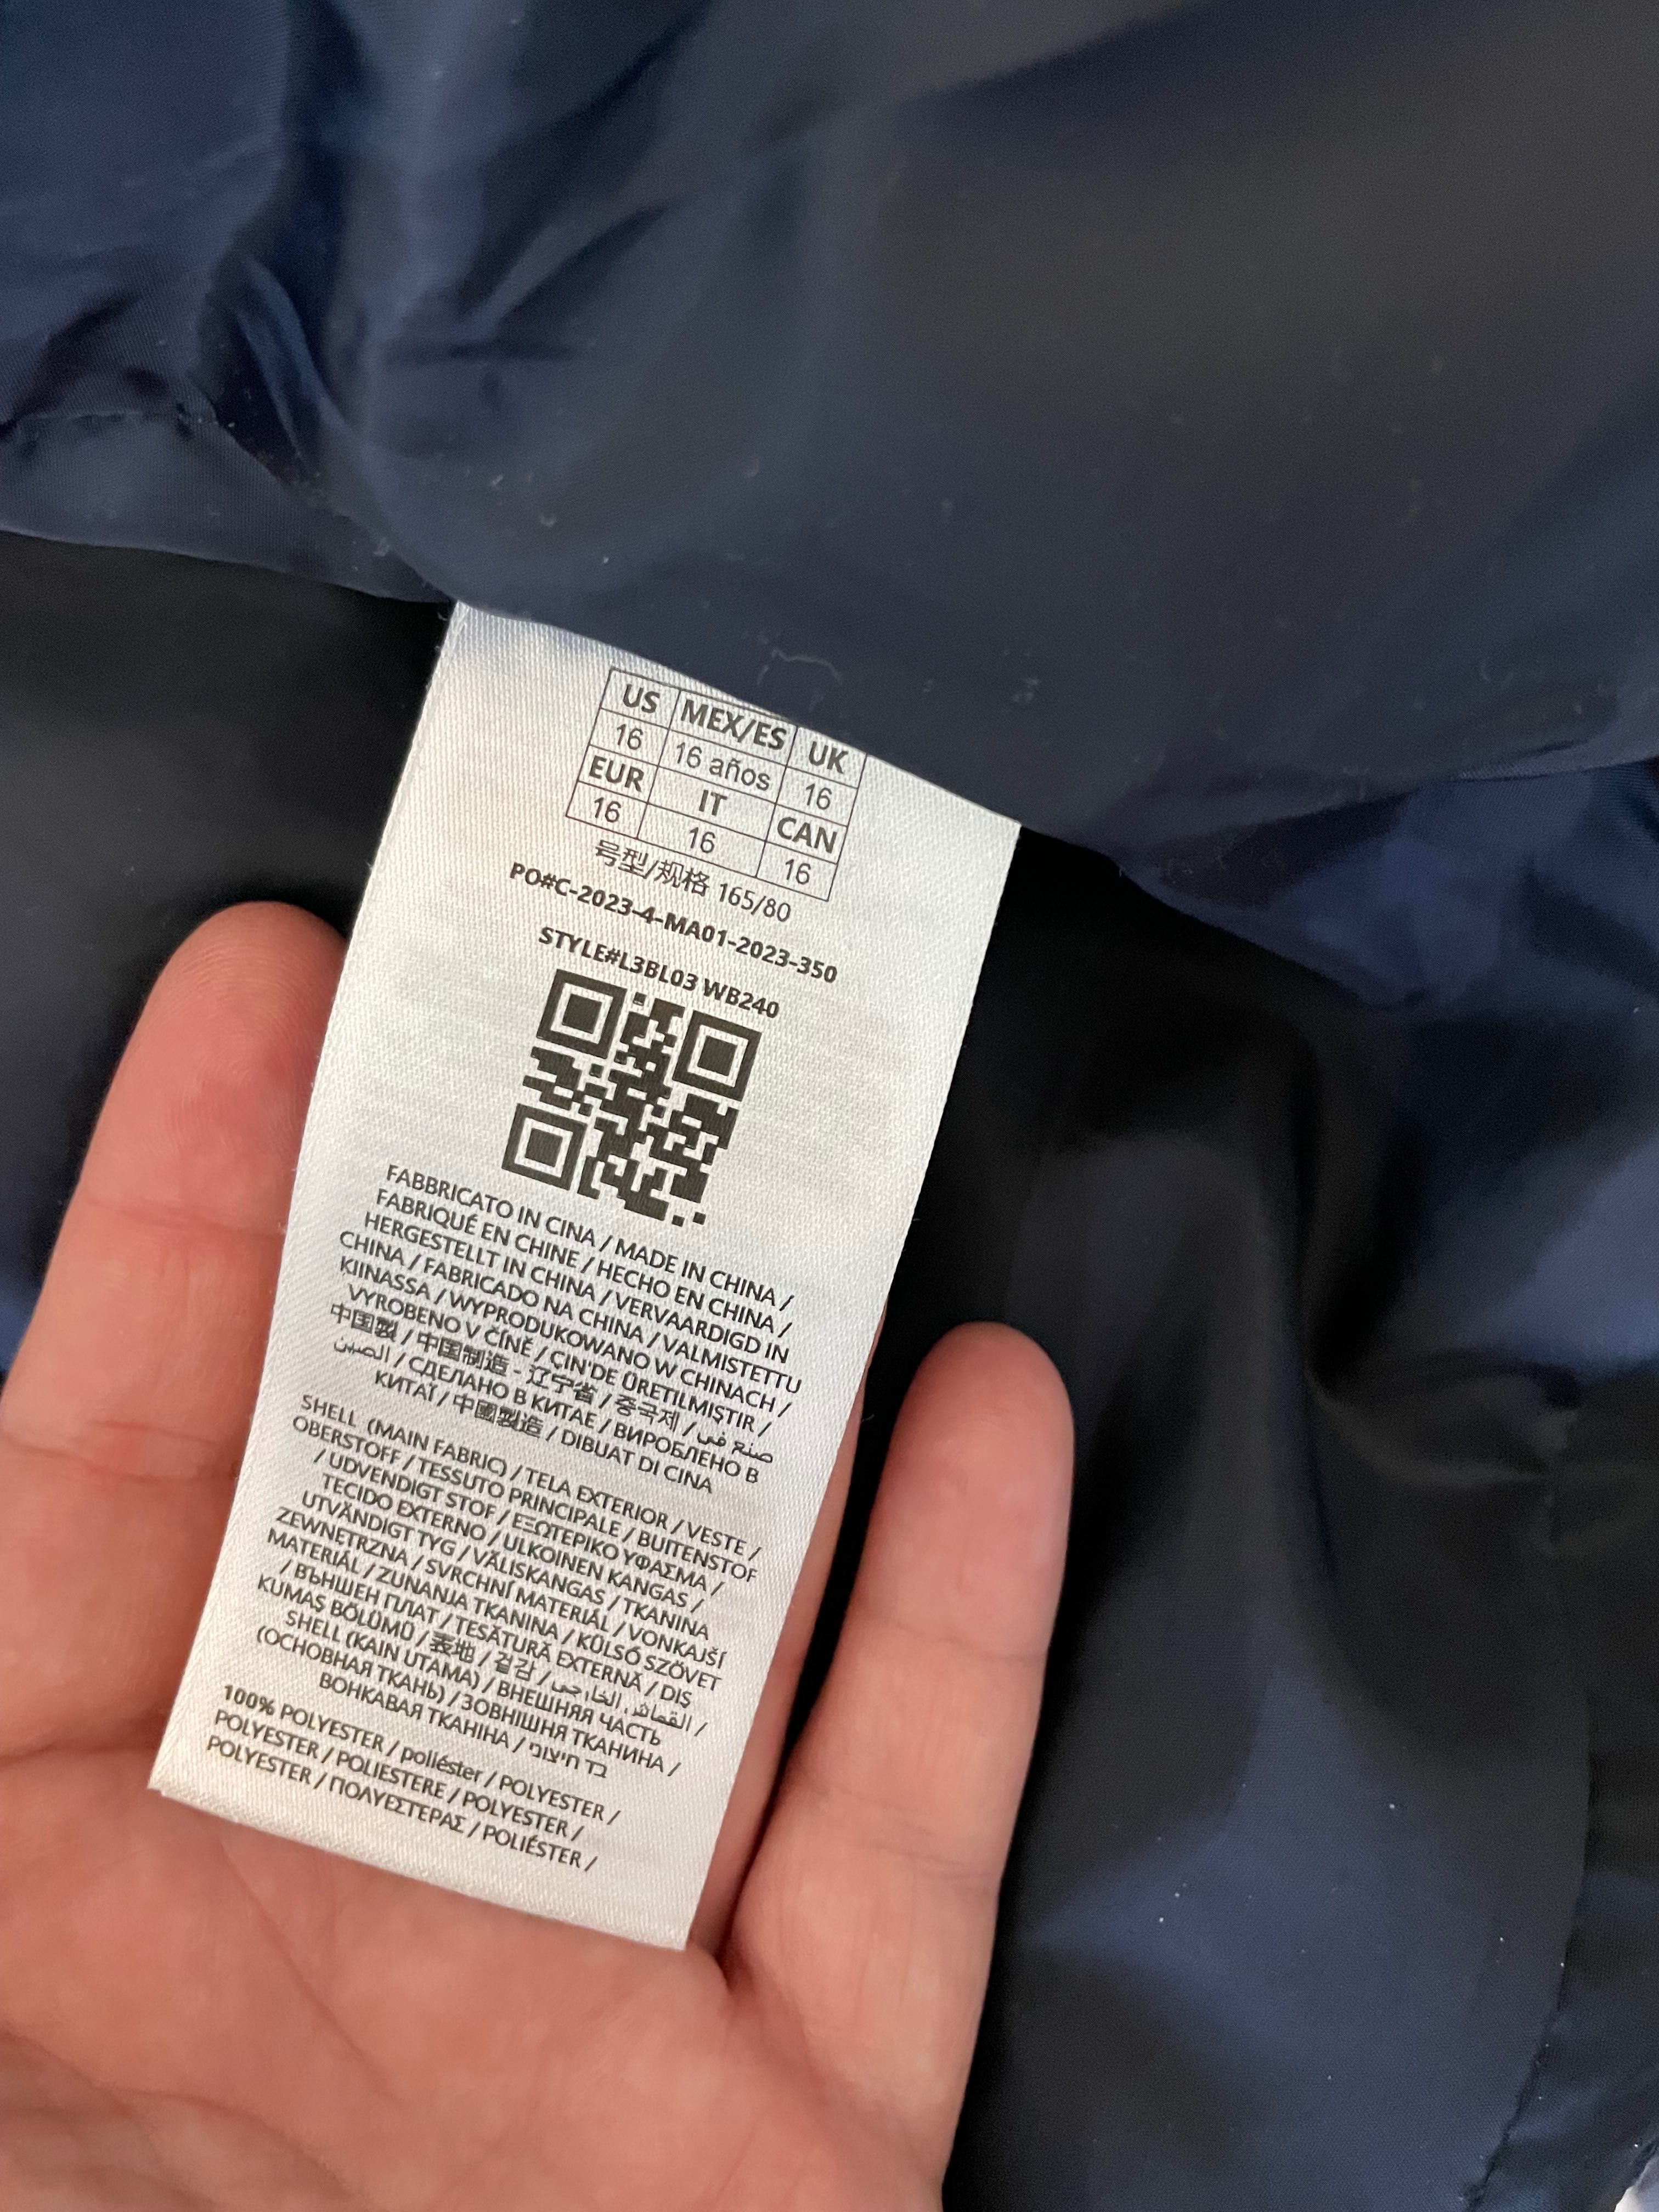 US MEX/ES UK
16 16 años 16
EUR IT CAN
16 16 16
号型/规格 165/80
PO#C-2023-4-MA01-2023-350
STYLE#L3BL03 WB240
FABBRICATO IN CINA / MADE IN CHINA /
FABRIQUÉ EN CHINE / HECHO EN CHINA /
HERGESTELLT IN CHINA / VERVAARDIGD IN
CHINA / FABRICADO NA CHINA / VALMISTETTU
KIINASSA / WYPRODUKOWANO W CHINACH /
VYROBENO V ČÍNĚ / ÇIN'DE ÜRETILMIŞTIR /
中国製 / 中国制造 - 辽宁省 / 중국제 / صنع في
الصين / СДЕЛАНО В КИТАЕ / ВИРОБЛЕНО В
КИТАЇ / 中國製造 / DIBUAT DI CINA
SHELL (MAIN FABRIC) / TELA EXTERIOR / VESTE /
OBERSTOFF / TESSUTO PRINCIPALE / BUITENSTOF
/ UDVENDIGT STOF / ΕΞΩΤΕΡΙΚΟ ΥΦΑΣΜΑ /
TECIDO EXTERNO / ULKOINEN KANGAS /
UTVÄNDIGT TYG / VÄLISKANGAS / TKANINA
ZEWNĘTRZNA / SVRCHNÍ MATERIÁL / VONKAJŠÍ
MATERIÁL / ZUNANJA TKANINA / KÜLSŐ SZÖVET
/ ВЪНШЕН ПЛАТ / TESĂTURĂ EXTERNĂ / DIŞ
KUMAŞ BÖLÜMÜ / 表地 / 겉감 / القماش الخارجي /
SHELL (KAIN UTAMA) / ВНЕШНЯЯ ЧАСТЬ
(ОСНОВНАЯ ТКАНЬ) / ЗОВНІШНЯ ТКАНИНА /
ВОНКАВАЯ ТКАНІНА / בד חיצוני
100% POLYESTER / poliéster / POLYESTER /
POLYESTER / POLIESTERE / POLYESTER /
POLYESTER / ΠΟΛΥΕΣΤΕΡΑΣ / POLIÉSTER /